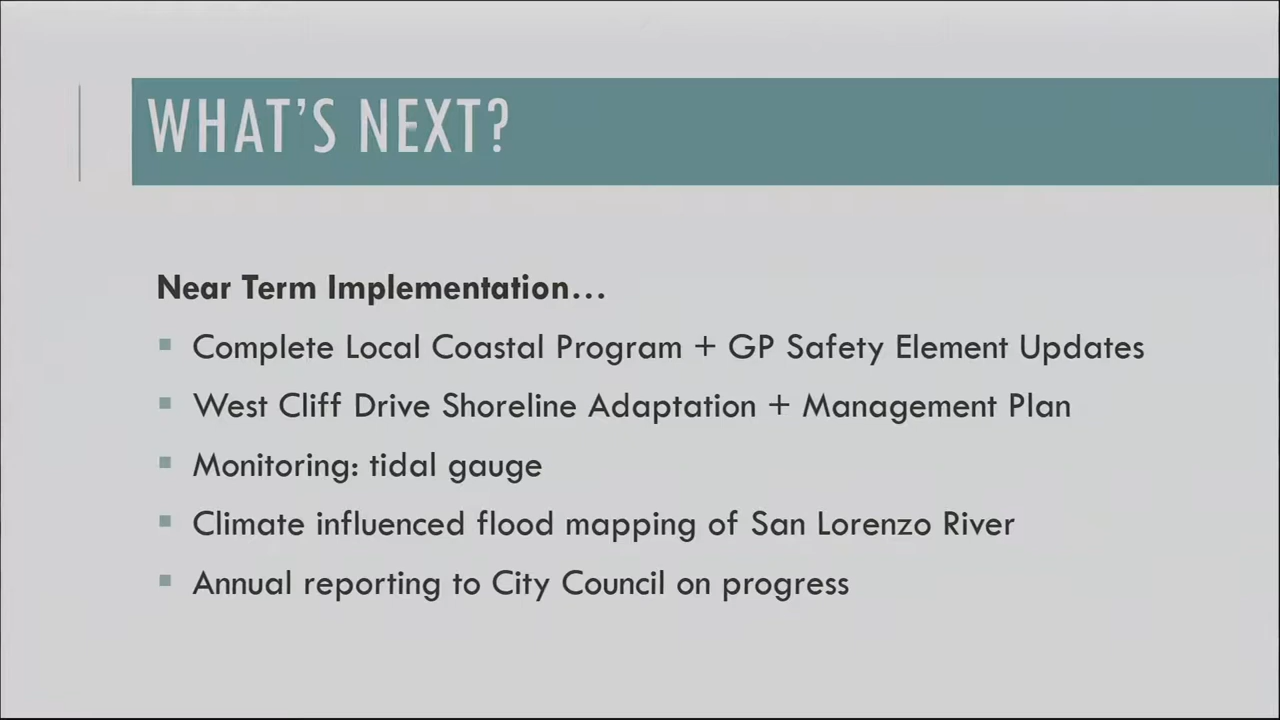 WHAT'S NEXT?
Near Term Implementation...
Complete Local Coastal Program + GP Safety Element Updates
West Cliff Drive Shoreline Adaptation + Management Plan
Monitoring: tidal gauge
Climate influenced flood mapping of San Lorenzo River
Annual reporting to City Council on progress